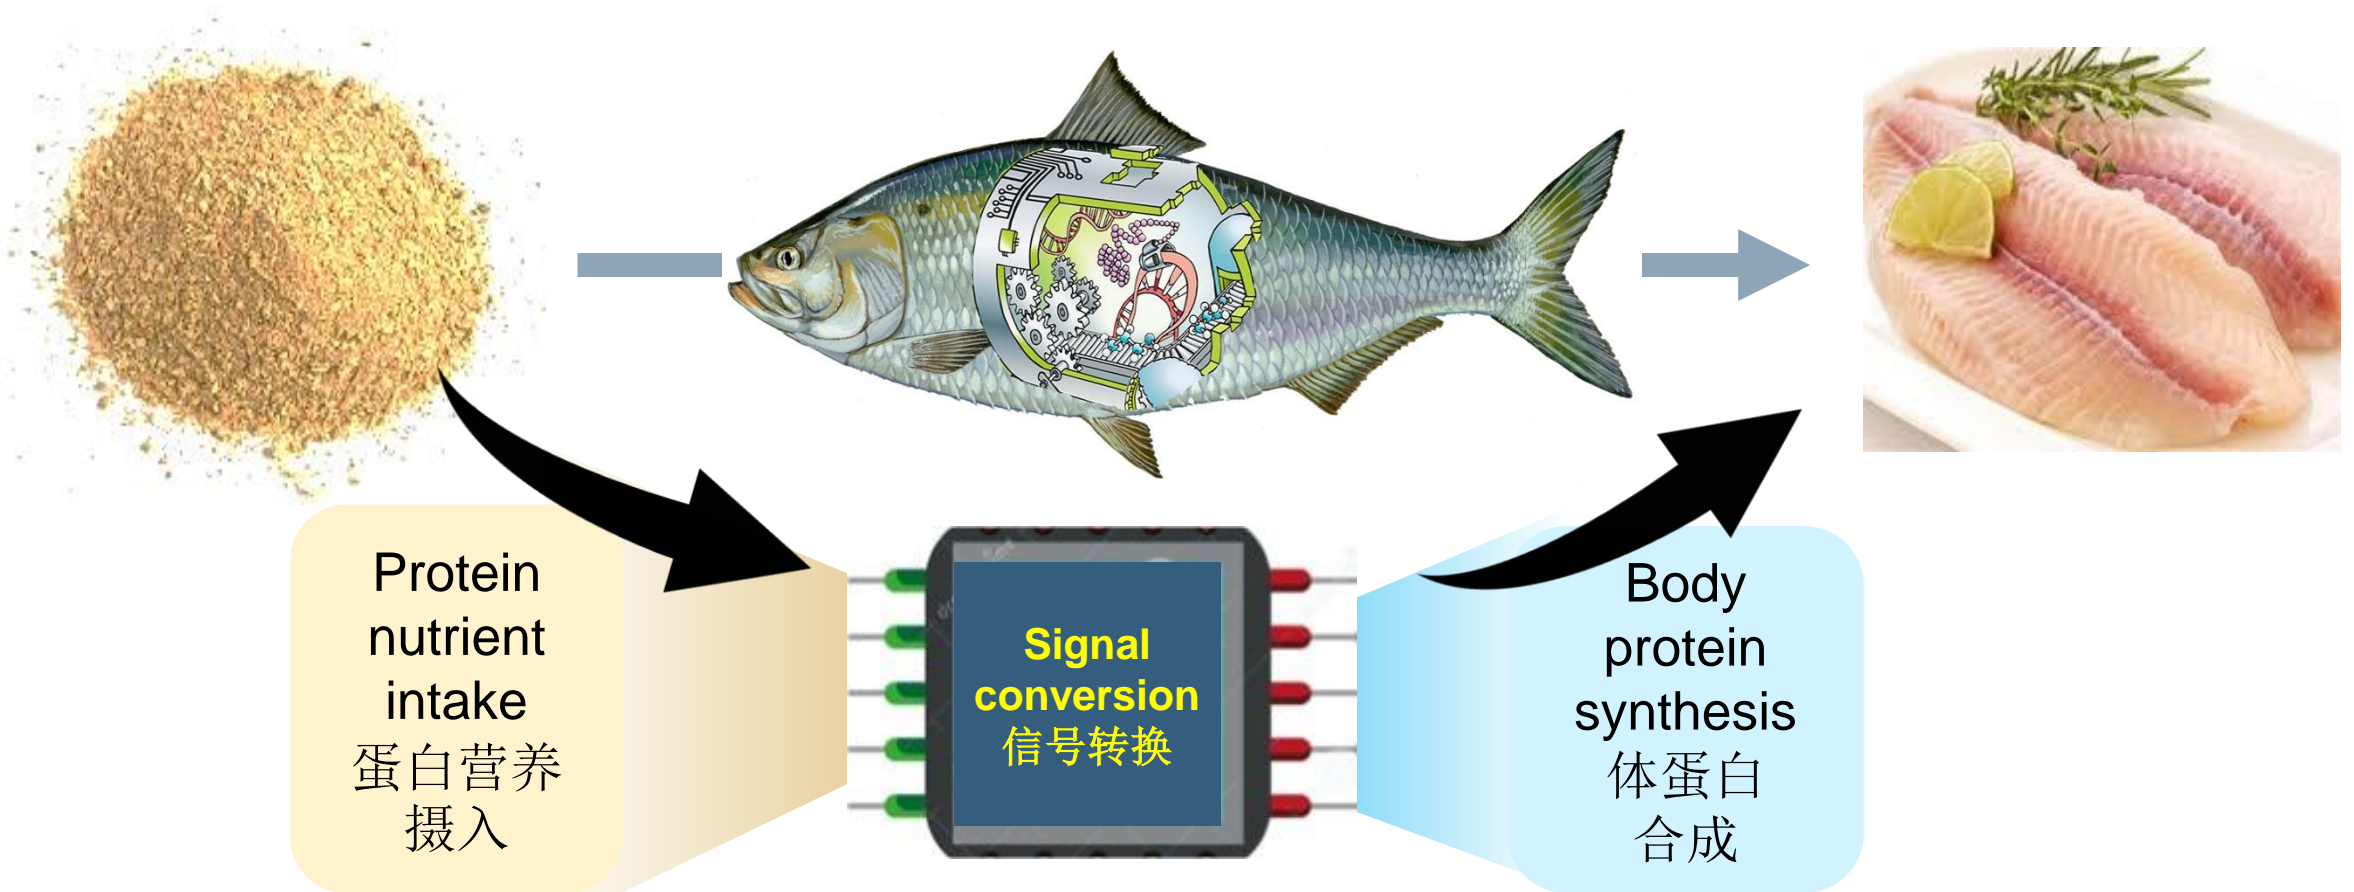 Protein
nutrient
intake
蛋白营养
摄入
Signal
conversion
信号转换
Body
protein
synthesis
体蛋白
合成